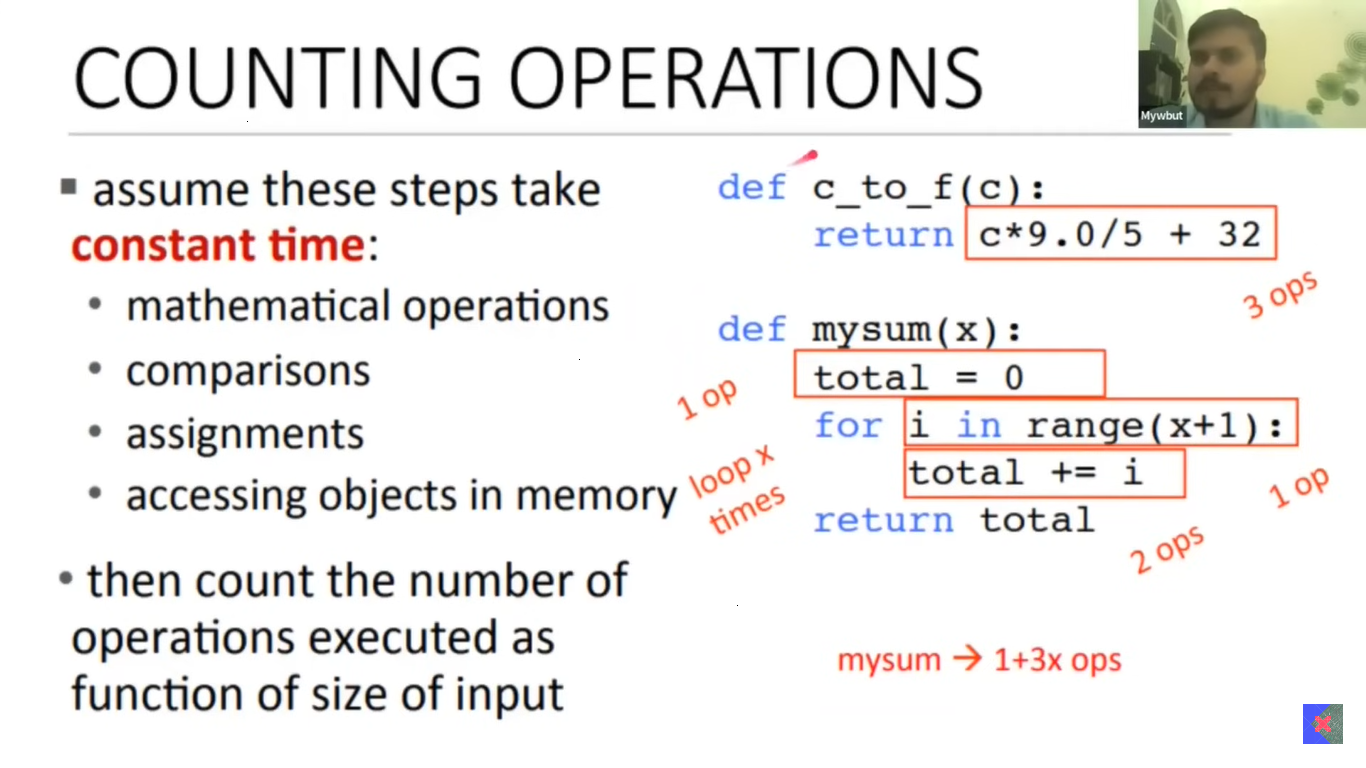 COUNTING OPERATIONS
Mywbut
▪ assume these steps take
constant time:
• mathematical operations
• comparisons
• assignments
• accessing objects in memory
• then count the number of
operations executed as
function of size of input
def c_to_f(c):
return c*9.0/5 + 32
3 ops
def mysum(x):
1 op
total = 0
for i in range(x+1):
loop x
times
total += i
1 op
return total
2 ops
mysum → 1+3x ops